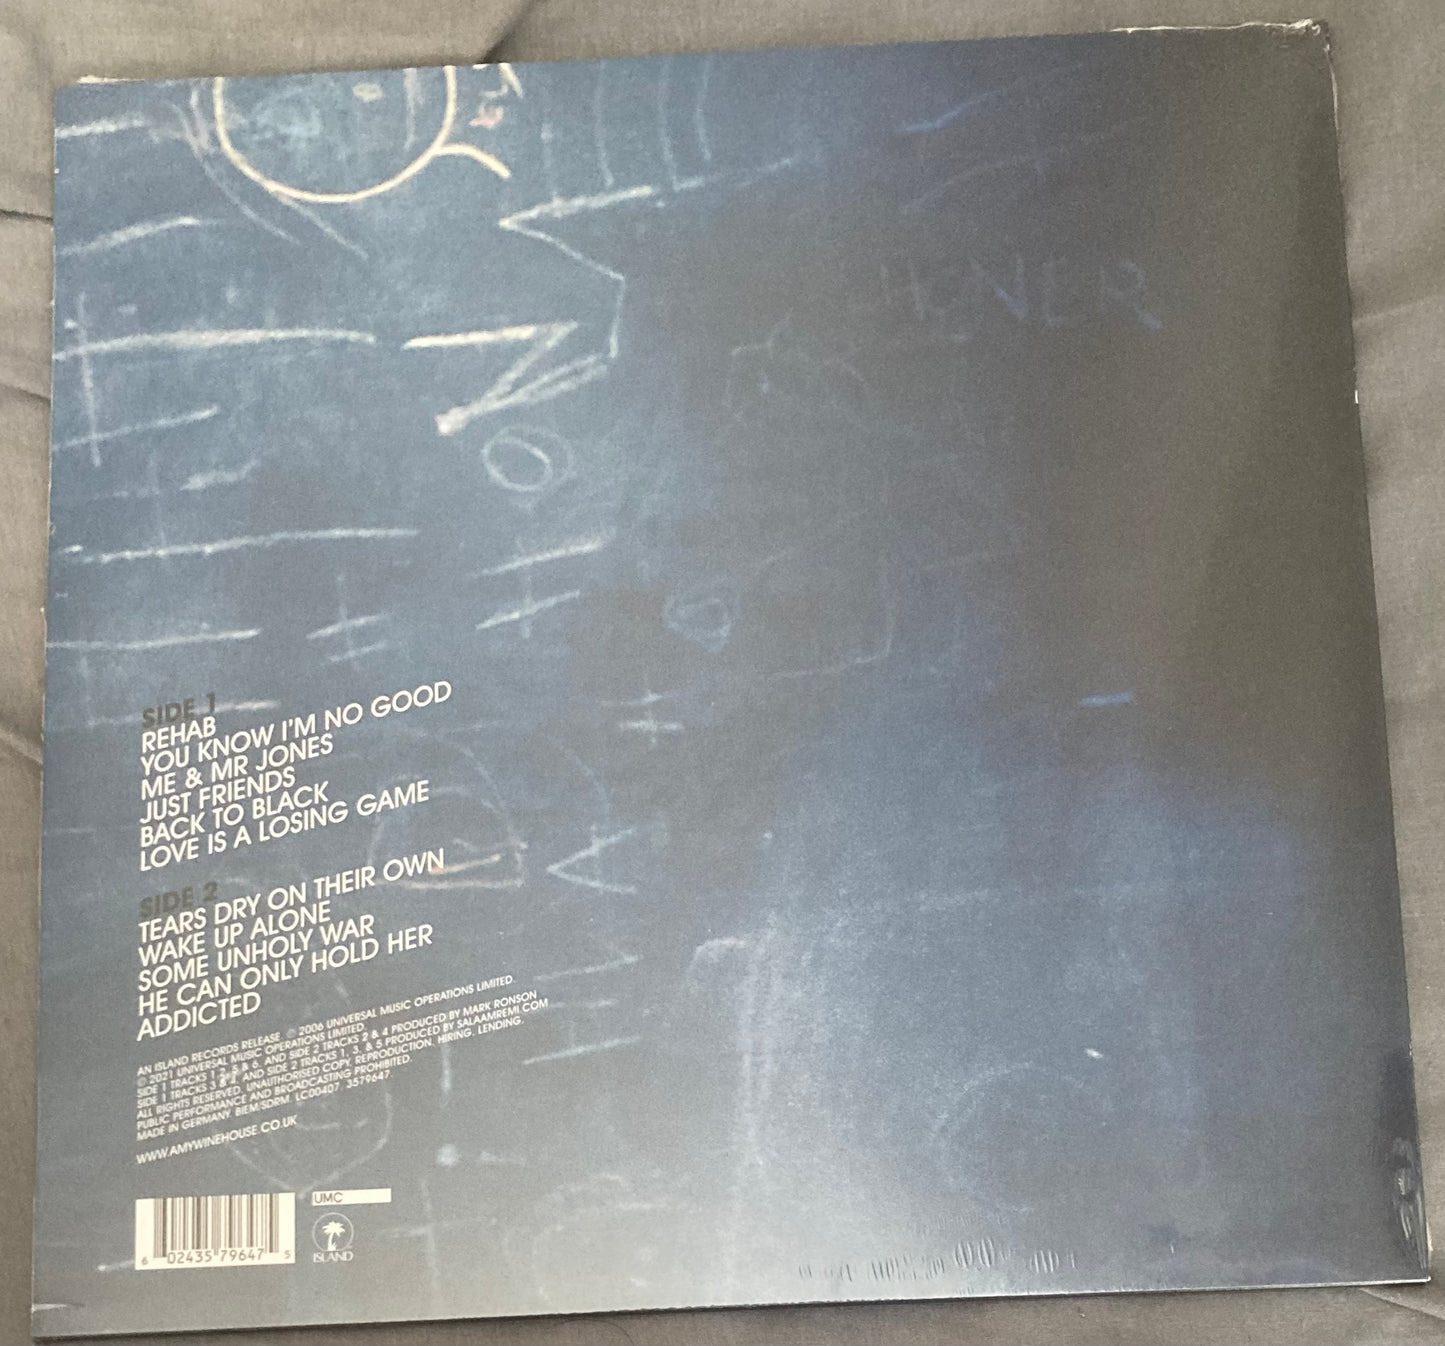 INER
SIDE 1
REHAB
YOU KNOW I'M NO GOOD
ME & MR JONES
JUST FRIENDS
BACK TO BLACK
LOVE IS A LOSING GAME
SIDE 2
TEARS DRY ON THEIR OWN
WAKE UP ALONE
SOME UNHOLY WAR
HE CAN ONLY HOLD HER
ADDICTED
AN ISLAND RECORDS RELEASE. ℗ 2006 UNIVERSAL MUSIC OPERATIONS LIMITED.
© 2021 UNIVERSAL MUSIC OPERATIONS LIMITED.
SIDE 1 TRACKS 1, 2, 5 & 6, AND SIDE 2 TRACKS 2 & 4 PRODUCED BY MARK RONSON
SIDE 1 TRACKS 3 & 4, AND SIDE 2 TRACKS 1, 3, & 5 PRODUCED BY SALAAMREMI.COM
ALL RIGHTS RESERVED. UNAUTHORISED COPY, REPRODUCTION, HIRING, LENDING,
PUBLIC PERFORMANCE AND BROADCASTING PROHIBITED.
MADE IN GERMANY. BIEM/SDRM. LC00407. 3579647.
WWW.AMYWINEHOUSE.CO.UK
UMC
ISLAND
6 02435 79647 5